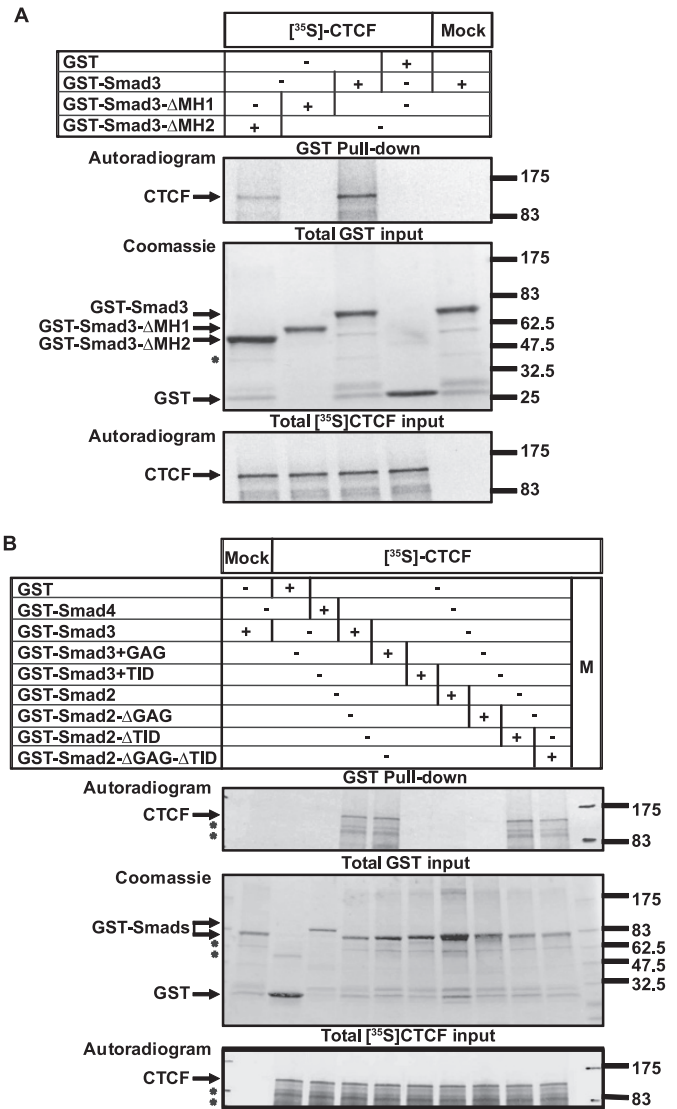 A
[35S]-CTCF Mock
GST - +
GST-Smad3 - + - +
GST-Smad3-ΔMH1 - + -
GST-Smad3-ΔMH2 + -
Autoradiogram GST Pull-down
CTCF
175
83
Coomassie Total GST input
175
83
62.5
47.5
32.5
25
GST-Smad3
GST-Smad3-ΔMH1
GST-Smad3-ΔMH2
*
GST
Autoradiogram Total [35S]CTCF input
CTCF
175
83
B
Mock [35S]-CTCF
GST - + -
GST-Smad4 - + -
GST-Smad3 + - + -
GST-Smad3+GAG - + -
GST-Smad3+TID - + -
GST-Smad2 - + -
GST-Smad2-ΔGAG - + -
GST-Smad2-ΔTID - + -
GST-Smad2-ΔGAG-ΔTID - +
M
Autoradiogram GST Pull-down
CTCF
*
*
175
83
Coomassie Total GST input
GST-Smads
*
*
GST
175
83
62.5
47.5
32.5
Autoradiogram Total [35S]CTCF input
CTCF
*
*
175
83